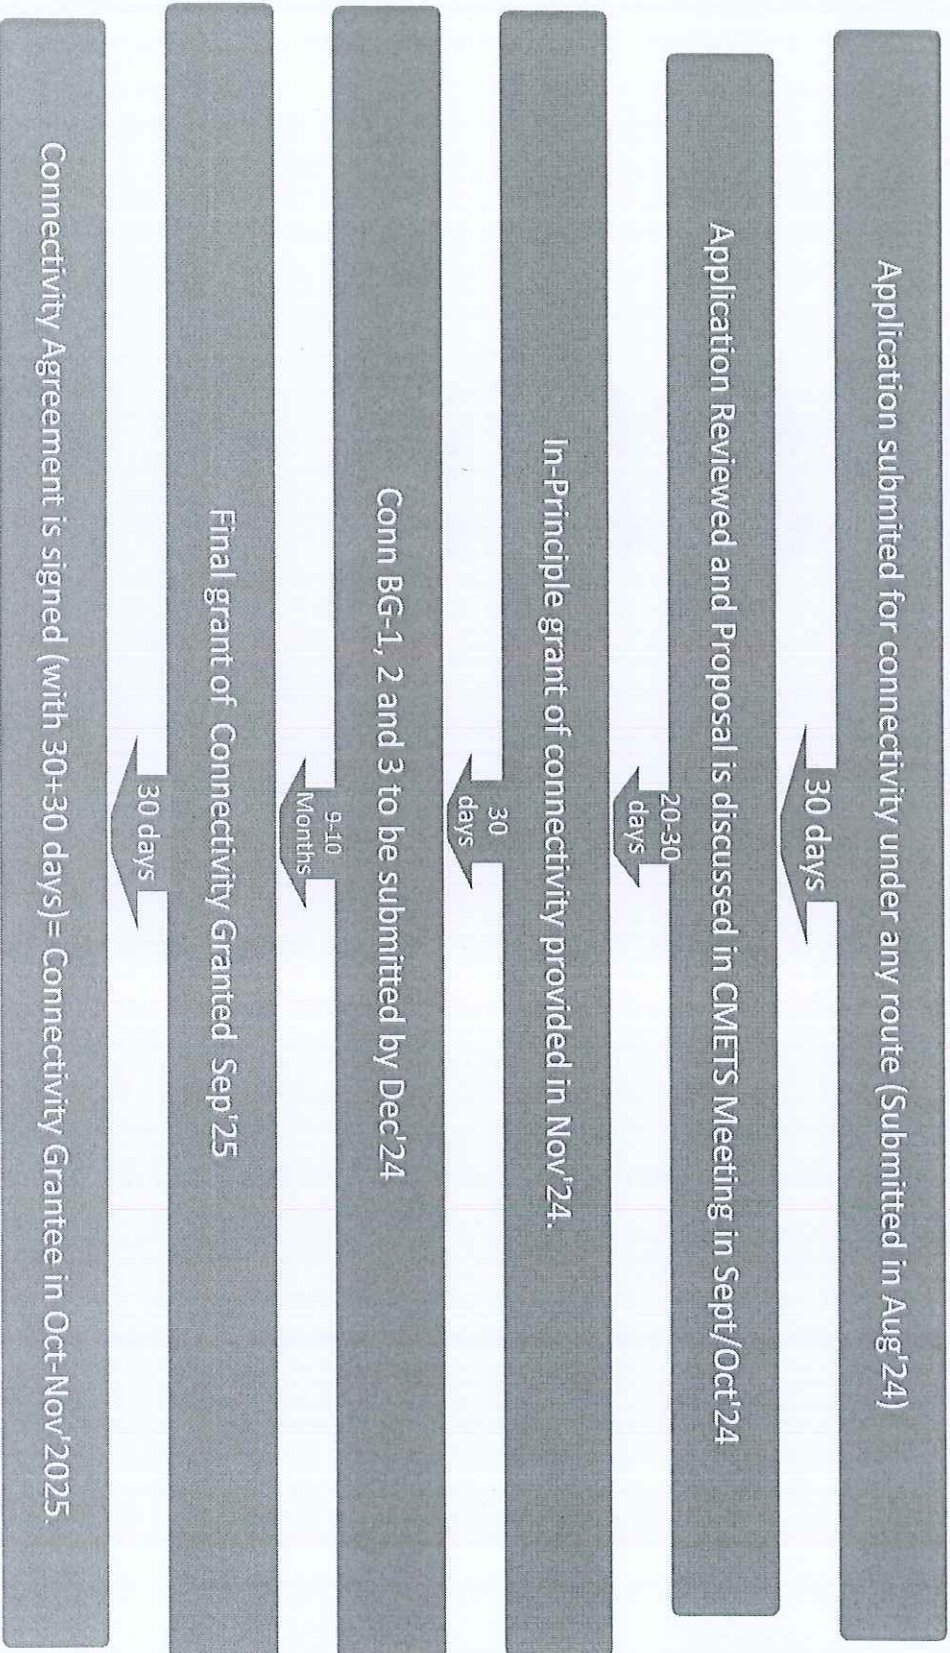 Application submited for connectivity under any route (Submitted in Aug'24)
30 days
Application Reviewed and Proposal is discussed in CMETS Meeting in Sept/Oct'24
20-30
days
In-Principle grant of connectivity provided in Nov'24.
30
days
Conn BG-1, 2 and 3 to be submitted by Dec'24
9-10
Months
Final grant of Connectivity Granted Sep'25
30 days
Connectivity Agreement is signed (with 30+30 days)= Connectivity Grantee in Oct-Nov'2025.